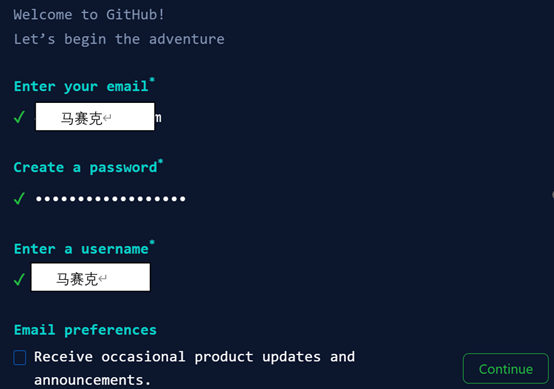 Welcome to GitHub!
Let’s begin the adventure
Enter your email*
✓ 马赛克↵ m
Create a password*
✓ ••••••••••••••••••
Enter a username*
✓ 马赛克↵
Email preferences
Receive occasional product updates and
announcements.
Continue